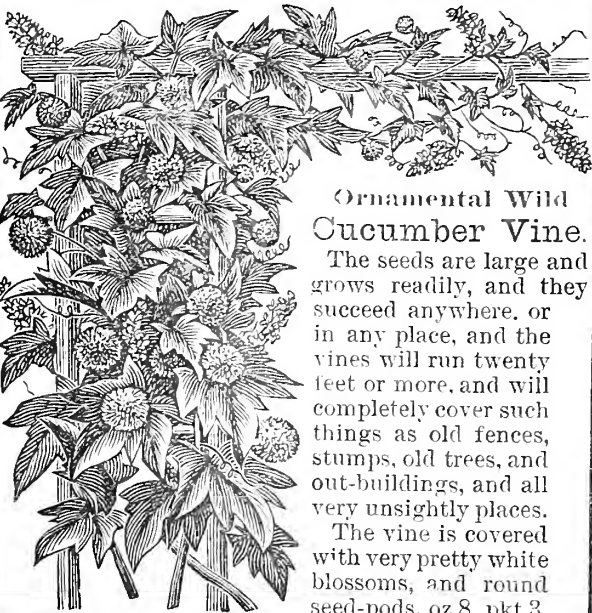 Ornamental Wild
Cucumber Vine.
The seeds are large and
grows readily, and they
succeed anywhere. or
in any place, and the
vines will run twenty
feet or more, and will
completely cover such
things as old fences,
stumps, old trees, and
out-buildings, and all
very unsightly places.
The vine is covered
with very pretty white
blossoms, and round
seed-pods. oz 8, pkt 3